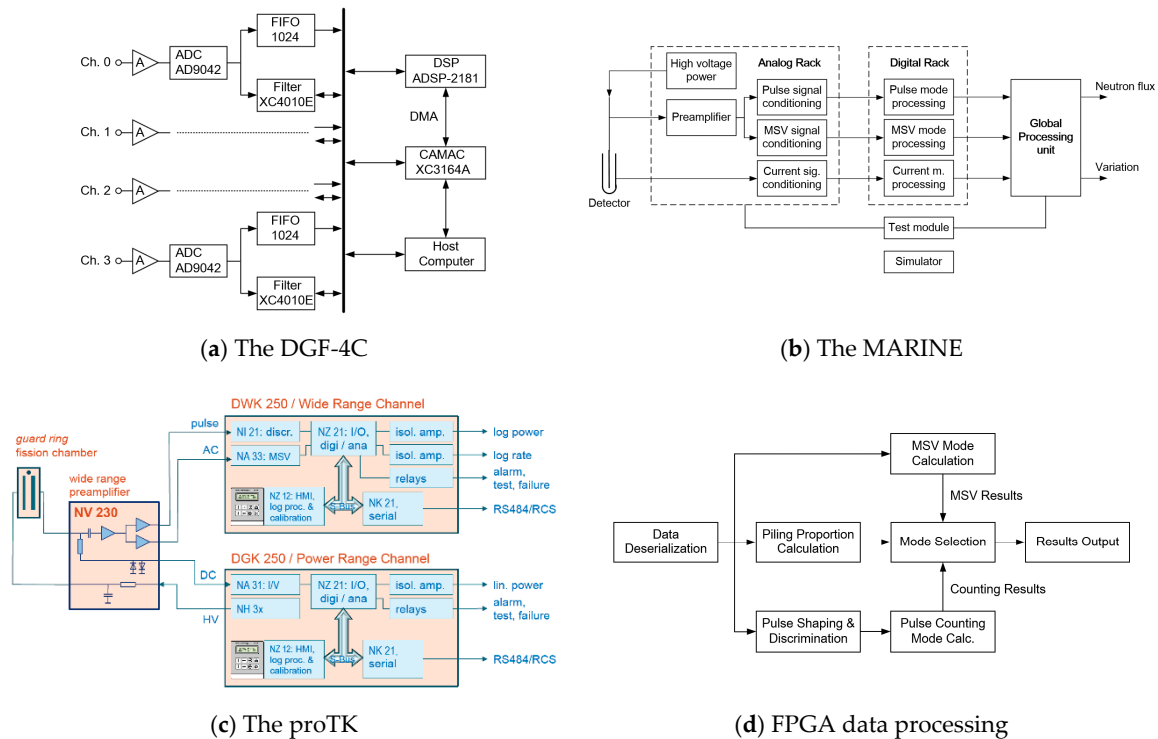 Ch. 0
A
ADC
AD9042
FIFO
1024
Filter
XC4010E
Ch. 1
A
Ch. 2
A
Ch. 3
A
ADC
AD9042
FIFO
1024
Filter
XC4010E
DSP
ADSP-2181
DMA
CAMAC
XC3164A
Host
Computer
(a) The DGF-4C
High voltage
power
Analog Rack
Digital Rack
Preamplifier
Pulse signal
conditioning
MSV signal
conditioning
Current sig.
conditioning
Pulse mode
processing
MSV mode
processing
Current m.
processing
Global
Processing
unit
Neutron flux
Variation
Detector
Test module
Simulator
(b) The MARINE
guard ring
fission chamber
wide range
preamplifier
NV 230
pulse
AC
DC
HV
DWK 250 / Wide Range Channel
NI 21: discr.
NA 33: MSV
NZ 21: I/O,
digi / ana
isol. amp.
isol. amp.
relays
log power
log rate
alarm,
test, failure
NZ 12: HMI,
log proc. &
calibration
S-Bus
NK 21,
serial
RS484/RCS
DGK 250 / Power Range Channel
NA 31: I/V
NH 3x
NZ 21: I/O,
digi / ana
isol. amp.
relays
lin. power
alarm,
test, failure
NZ 12: HMI,
log proc. &
calibration
S-Bus
NK 21,
serial
RS484/RCS
(c) The proTK
MSV Mode
Calculation
MSV Results
Data
Deserialization
Piling Proportion
Calculation
Mode Selection
Results Output
Counting Results
Pulse Shaping &
Discrimination
Pulse Counting
Mode Calc.
(d) FPGA data processing